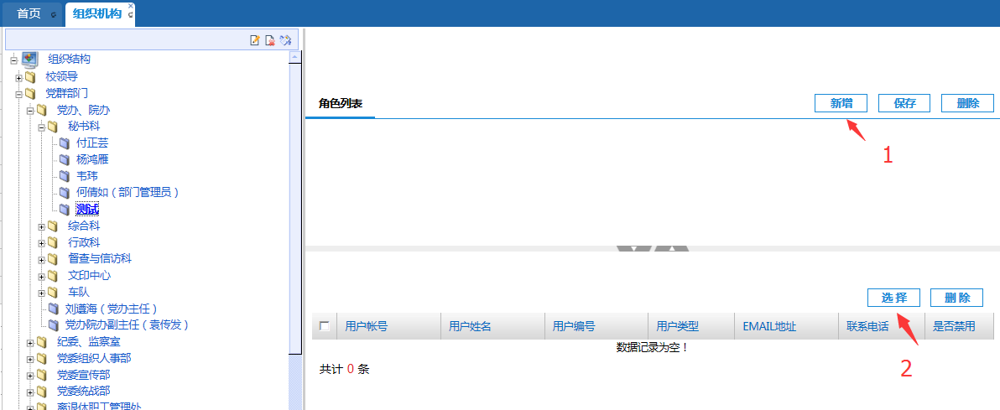 首页
组织机构
组织结构
校领导
党群部门
党办、院办
秘书科
付正芸
杨鸿雁
韦玮
何倩如（部门管理员）
测试
综合科
行政科
督查与信访科
文印中心
车队
刘道海（党办主任）
党办院办副主任（袁传发）
纪委、监察室
党委组织人事部
党委宣传部
党委统战部
离退休职工管理处
角色列表
新增 保存 删除
1
选 择 删 除
用户帐号 用户姓名 用户编号 用户类型 EMAIL地址 联系电话 是否禁用
数据记录为空！
共计 0 条
2